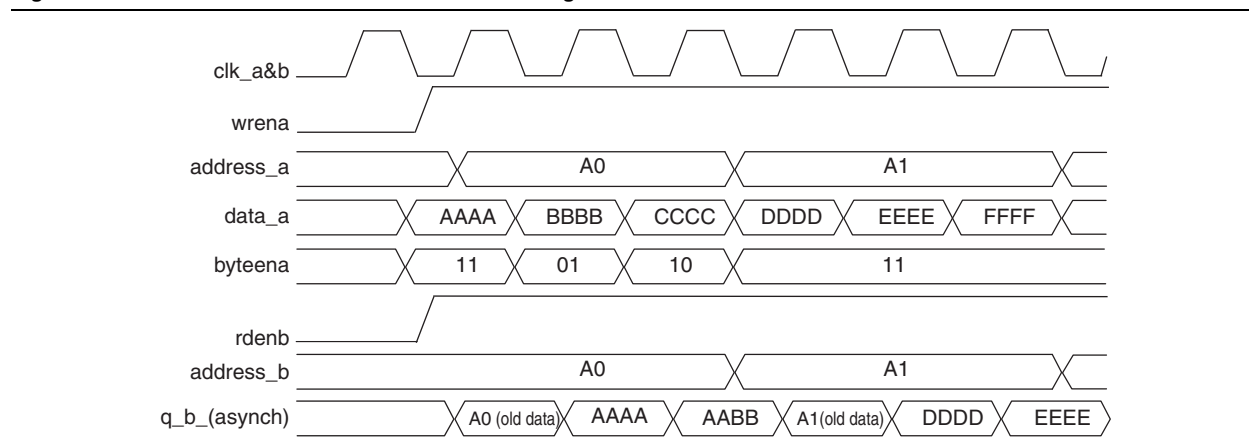 clk_a&b
wrena
address_a A0 A1
data_a AAAA BBBB CCCC DDDD EEEE FFFF
byteena 11 01 10 11
rdenb
address_b A0 A1
q_b_(asynch) A0 (old data) AAAA AABB A1(old data) DDDD EEEE